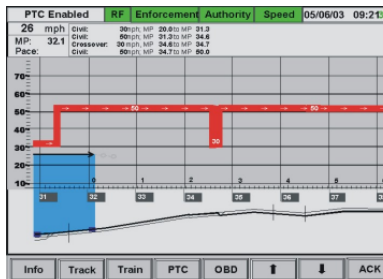 PTC Enabled RF Enforcement Authority Speed 05/06/03 09:21
26 mph
MP: 32.1
Pace:
Civil: 30mph; MP 20.0 to MP 31.3
Civil: 50mph; MP 31.3 to MP 34.6
Crossover: 30mph; MP 34.6 to MP 34.7
Civil: 50mph; MP 34.7 to MP 50.0
70
60
50
50 50
40
30
30
20
10
0 1 2 3 4 5
31 32 33 34 35 36 37
Info Track Train PTC OBD ACK